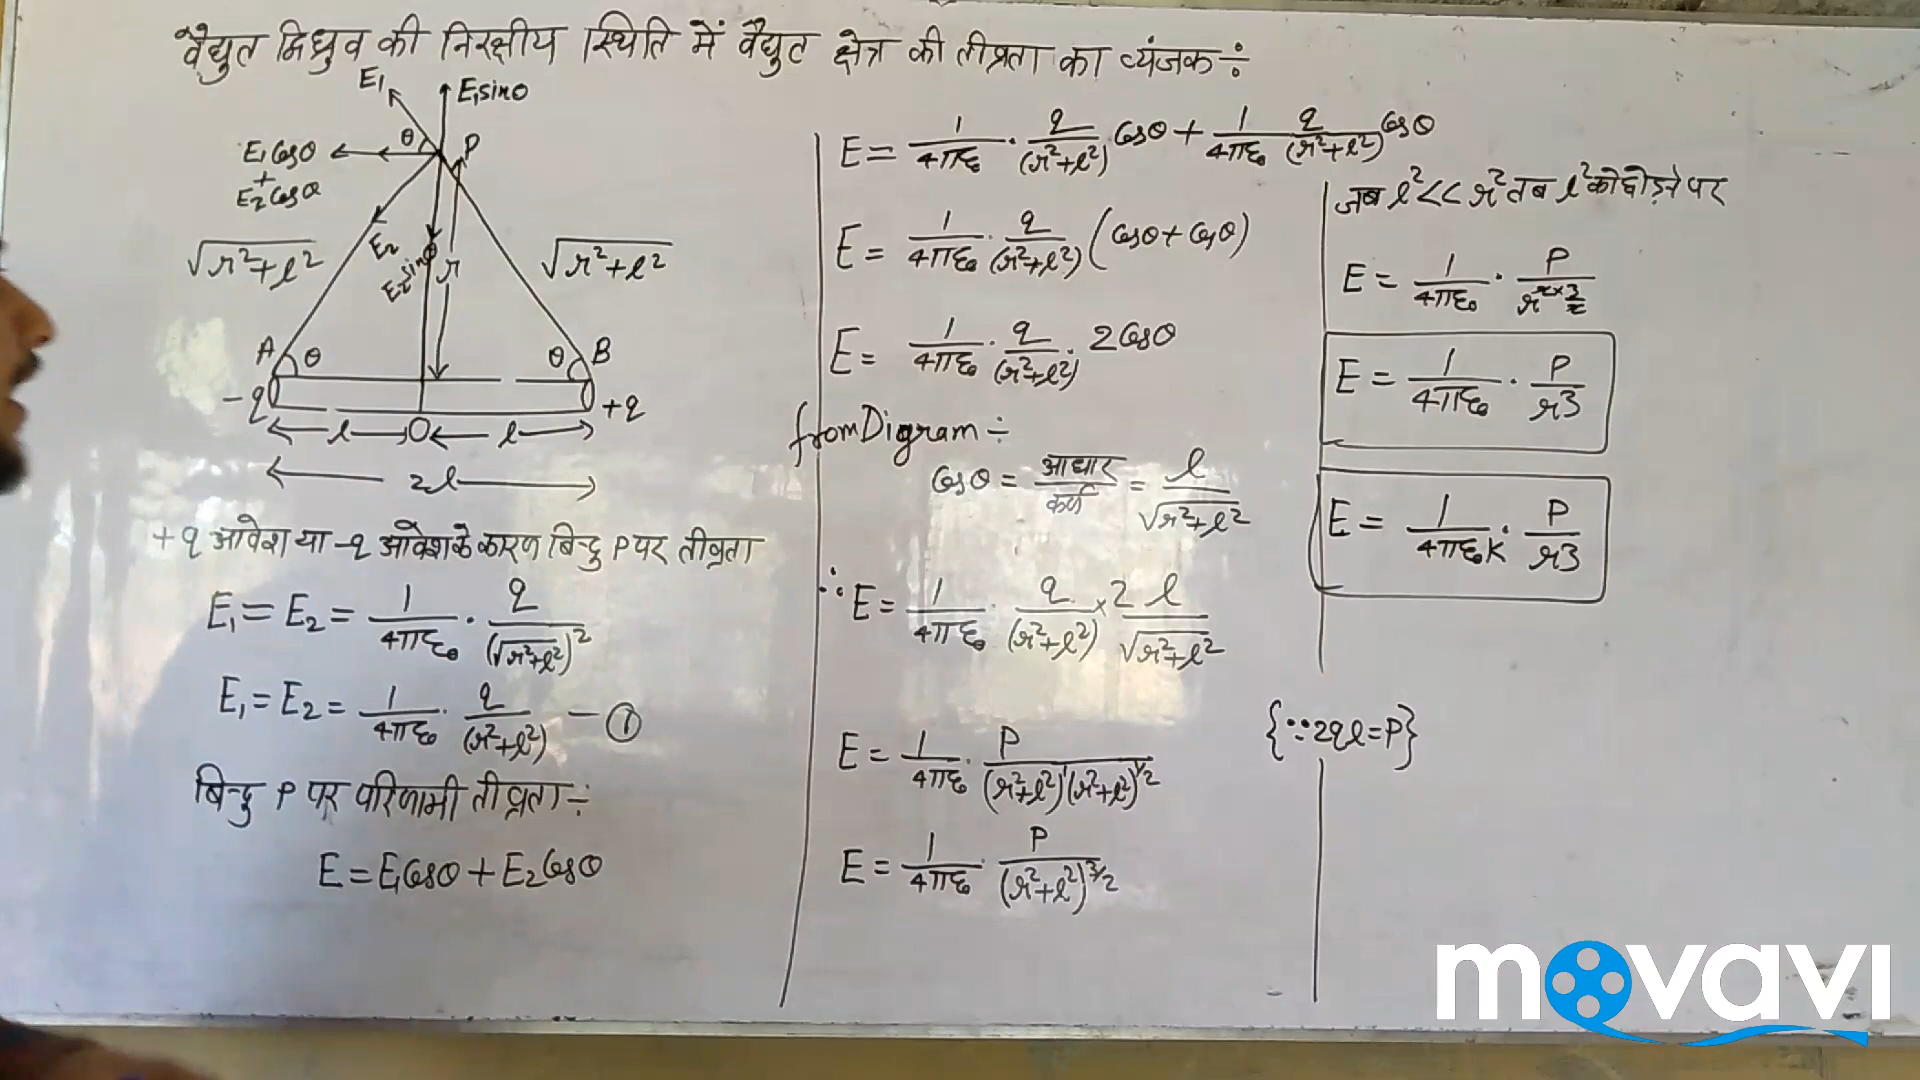 वैद्युत द्विध्रुव की निरक्षीय स्थिति में वैद्युत क्षेत्र की तीव्रता का व्यंजक ÷
E₁
E₁sinθ
θ
P
E₁Cosθ
+
E₂Cosθ
E₂
E₂sinθ
r
√r²+l²
√r²+l²
A θ
θ B
-q
+q
l O l
2l
+q आवेश या -q आवेश के कारण बिन्दु P पर तीव्रता
E₁ = E₂ = 1/4πε₀ · q/(√r²+l²)²
E₁ = E₂ = 1/4πε₀ · q/(r²+l²) — ①
बिन्दु P पर परिणामी तीव्रता ÷
E = E₁Cosθ + E₂Cosθ
E = 1/4πε₀ · q/(r²+l²) Cosθ + 1/4πε₀ q/(r²+l²) Cosθ
E = 1/4πε₀ · q/(r²+l²) (Cosθ + Cosθ)
E = 1/4πε₀ · q/(r²+l²) · 2Cosθ
from Digram ÷
Cosθ = आधार/कर्ण = l/√r²+l²
∴ E = 1/4πε₀ · q/(r²+l²) × 2l/√r²+l²
E = 1/4πε₀ · P/(r²+l²)¹(r²+l²)^1/2 {∵ 2ql = P}
E = 1/4πε₀ · P/(r²+l²)^3/2
जब l² << r² तब l² को छोड़ने पर
E = 1/4πε₀ · P/r^2×3/2
E = 1/4πε₀ · P/r3
E = 1/4πε₀K · P/r3
movavi